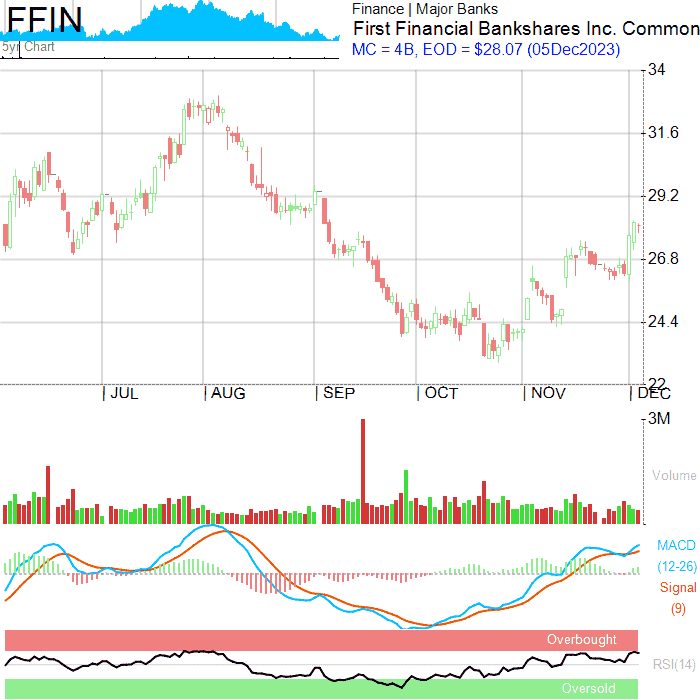 FFIN
5yr Chart
Finance | Major Banks
First Financial Bankshares Inc. Common
MC = 4B, EOD = $28.07 (05Dec2023)
34
31.6
29.2
26.8
24.4
22
JUL AUG SEP OCT NOV DEC
3M
Volume
MACD
(12-26)
Signal
(9)
Overbought
RSI(14)
Oversold